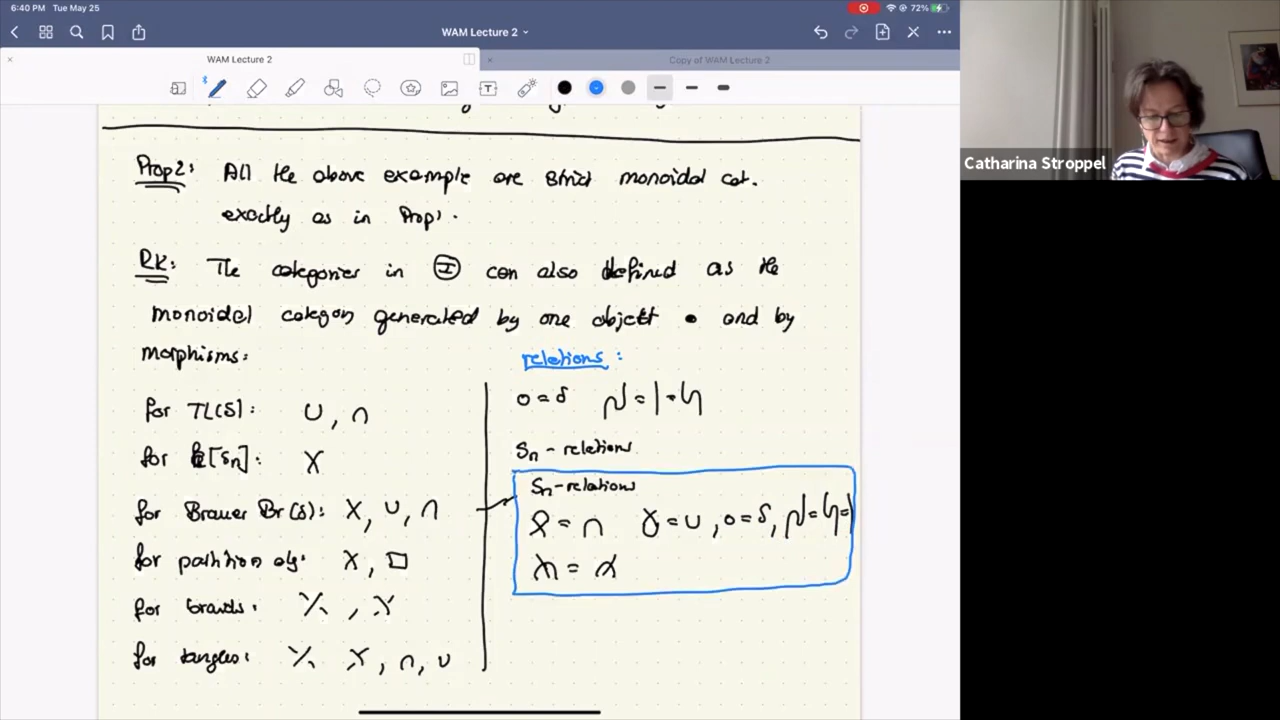 6:40 PM Tue May 25
72%
WAM Lecture 2
WAM Lecture 2
Copy of WAM Lecture 2
Catharina Stroppel
Prop2: All the above example are strict monoidal cat.
exactly as in Prop1.
Rk: The categories in I can also defined as the
monoidal category generated by one object • and by
morphisms:
relations:
for TL(δ): ∪, ∩
o = δ
for k[Sn]: X
Sn - relations
Sn - relations
for Brauer Br(δ): X, ∪, ∩
= ∩ = ∪, o = δ,
for partition alg: X, □
for braids:
for tangles: , ∩, ∪